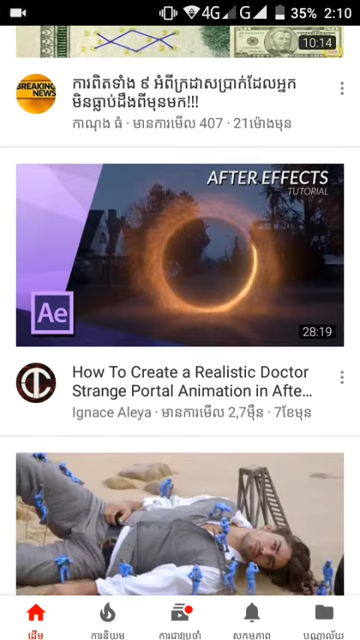 4G G 35% 2:10
10:14
BREAKING
NEWS
ការពិតទាំង ៩ អំពីក្រដាសប្រាក់ដែលអ្នក
មិនធ្លាប់ដឹងពីមុនមក!!!
កាណុង ធំ · មានការមើល 407 · 21ម៉ោងមុន
AFTER EFFECTS
TUTORIAL
Ae
28:19
How To Create a Realistic Doctor
Strange Portal Animation in Afte...
Ignace Aleya · មានការមើល 2,7ម៉ឺន · 7ខែមុន
ដើម ការនិយម ការជាវប្រចាំ សកម្មភាព បណ្ណាល័យ